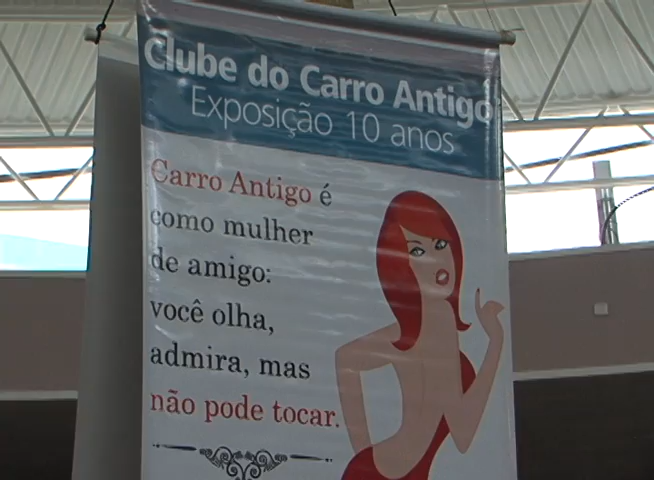 Clube do Carro Antigo
Exposição 10 anos
Carro Antigo é
como mulher
de amigo:
você olha,
admira, mas
não pode tocar.